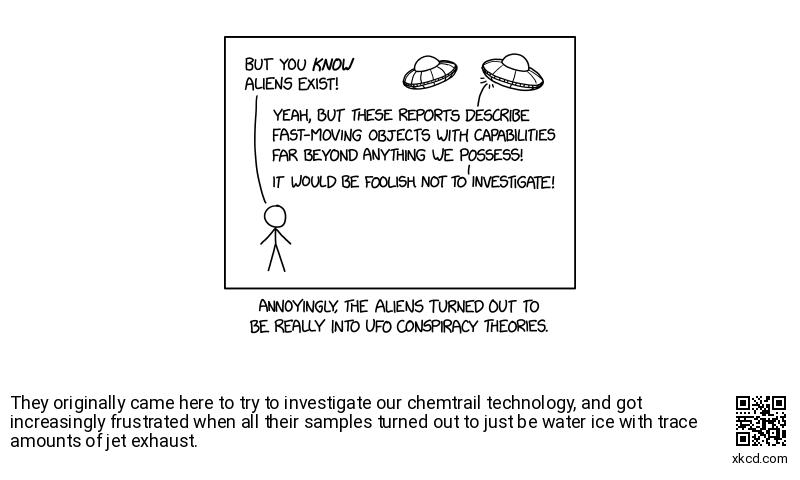 BUT YOU KNOW
ALIENS EXIST!
YEAH, BUT THESE REPORTS DESCRIBE
FAST-MOVING OBJECTS WITH CAPABILITIES
FAR BEYOND ANYTHING WE POSSESS!
IT WOULD BE FOOLISH NOT TO INVESTIGATE!
ANNOYINGLY, THE ALIENS TURNED OUT TO
BE REALLY INTO UFO CONSPIRACY THEORIES.
They originally came here to try to investigate our chemtrail technology, and got
increasingly frustrated when all their samples turned out to just be water ice with trace
amounts of jet exhaust.
xkcd.com